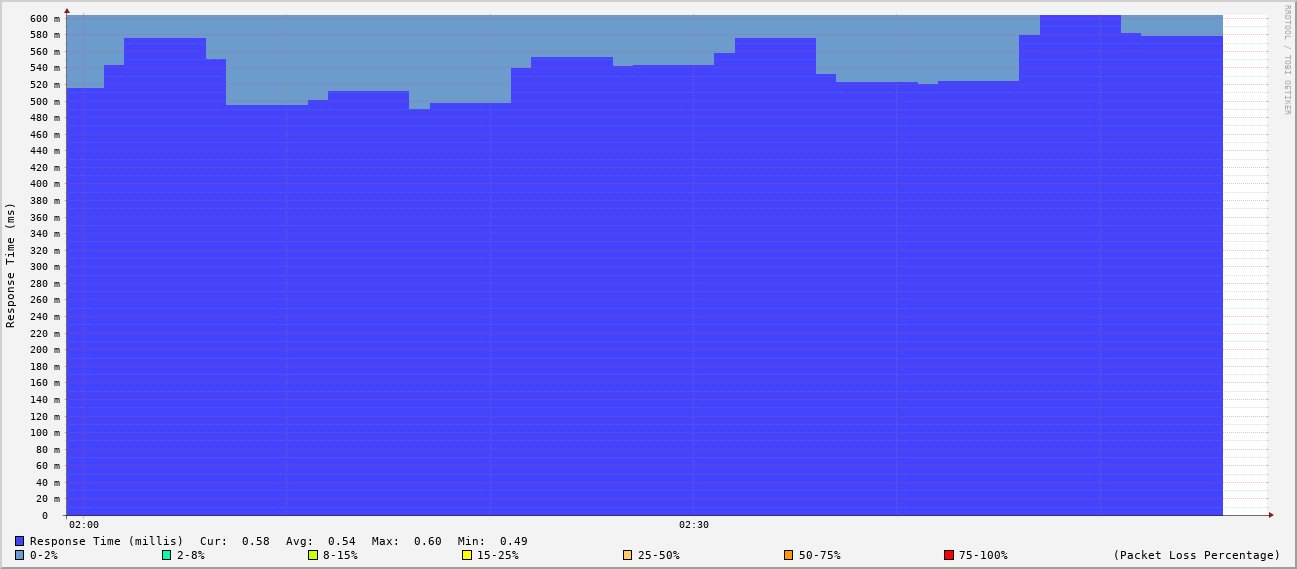 RRDTOOL / TOBI OETIKER
Response Time (ms)
600 m
580 m
560 m
540 m
520 m
500 m
480 m
460 m
440 m
420 m
400 m
380 m
360 m
340 m
320 m
300 m
280 m
260 m
240 m
220 m
200 m
180 m
160 m
140 m
120 m
100 m
80 m
60 m
40 m
20 m
0
02:00 02:30
Response Time (millis) Cur: 0.58 Avg: 0.54 Max: 0.60 Min: 0.49
0-2% 2-8% 8-15% 15-25% 25-50% 50-75% 75-100% (Packet Loss Percentage)